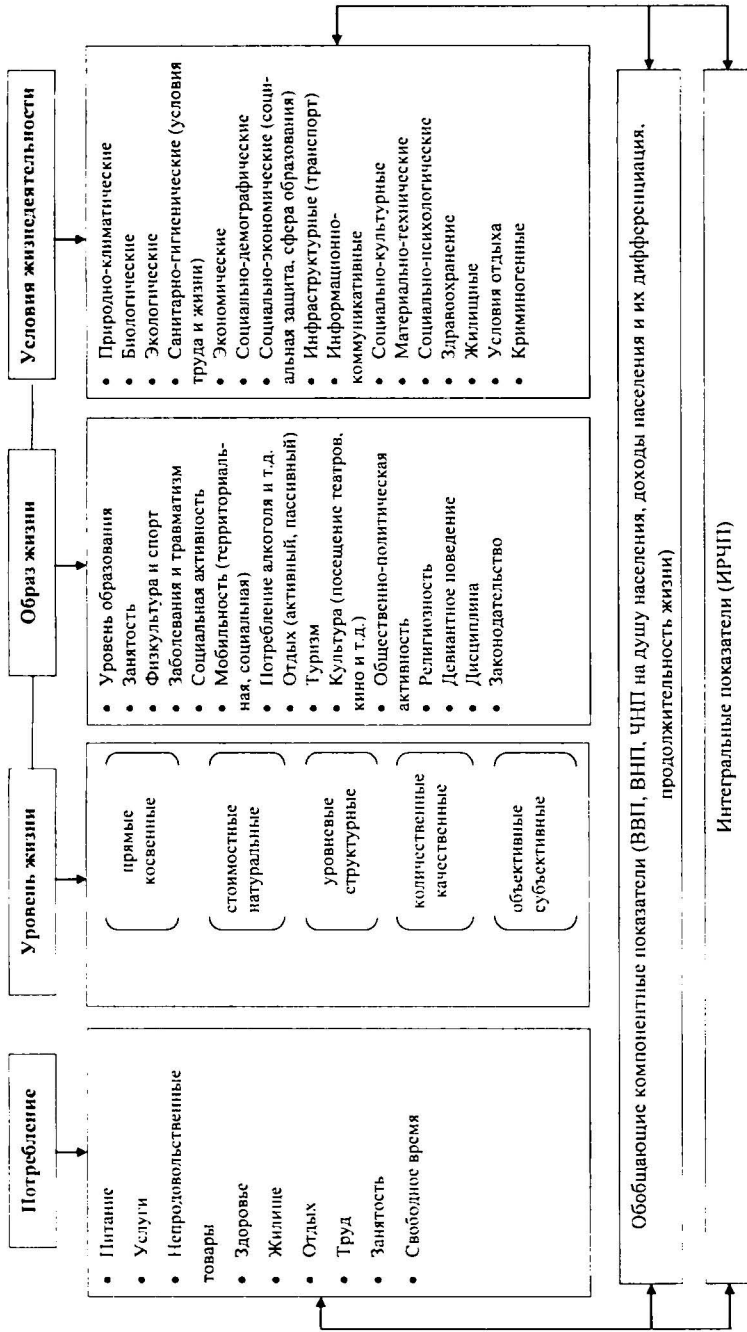 Потребление
• Питание
• Услуги
• Непродовольственные
товары
• Здоровье
• Жилище
• Отдых
• Труд
• Занятость
• Свободное время
Уровень жизни
прямые
косвенные
стоимостные
натуральные
уровневые
структурные
количественные
качественные
объективные
субъективные
Образ жизни
• Уровень образования
• Занятость
• Физкультура и спорт
• Заболевания и травматизм
• Социальная активность
• Мобильность (территориаль-
ная, социальная)
• Потребление алкоголя и т.д.
• Отдых (активный, пассивный)
• Туризм
• Культура (посещение театров,
кино и т.д.)
• Общественно-политическая
активность
• Религиозность
• Девиантное поведение
• Дисциплина
• Законодательство
Условия жизнедеятельности
• Природно-климатические
• Биологические
• Экологические
• Санитарно-гигиенические (условия
труда и жизни)
• Экономические
• Социально-демографические
• Социально-экономические (соци-
альная защита, сфера образования)
• Инфраструктурные (транспорт)
• Информационно-
коммуникативные
• Социально-культурные
• Материально-технические
• Социально-психологические
• Здравоохранение
• Жилищные
• Условия отдыха
• Криминогенные
Обобщающие компонентные показатели (ВВП, ВНП, ЧНП на душу населения, доходы населения и их дифференциация,
продолжительность жизни)
Интегральные показатели (ИРЧП)